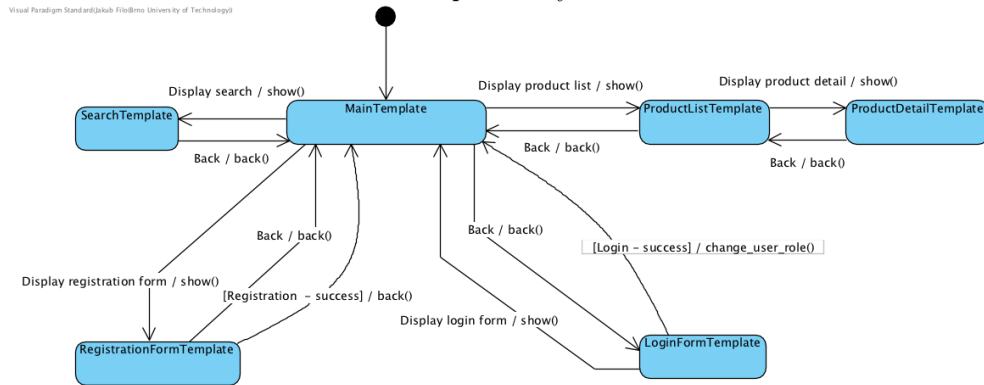 Visual Paradigm Standard(Jakub Filo(Brno University of Technology))
Display search / show()
Display product list / show()
Display product detail / show()
SearchTemplate
MainTemplate
ProductListTemplate
ProductDetailTemplate
Back / back()
Back / back()
Back / back()
Back / back()
Back / back()
[Login - success] / change_user_role()
Display registration form / show()
[Registration - success] / back()
Display login form / show()
RegistrationFormTemplate
LoginFormTemplate